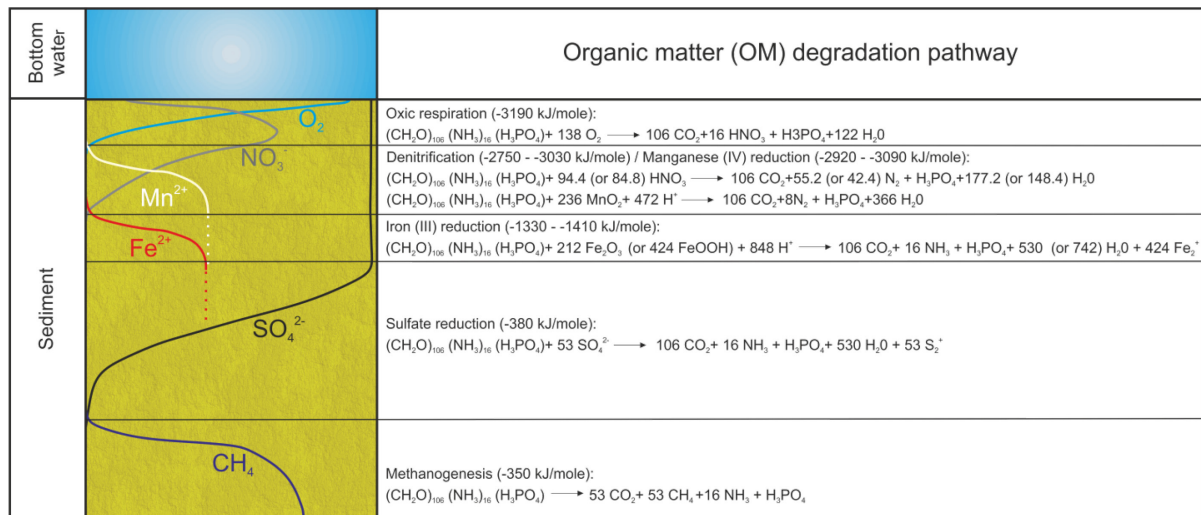 Bottom water
Organic matter (OM) degradation pathway
Sediment
O₂
NO₃⁻
Mn²⁺
Fe²⁺
SO₄²⁻
CH₄
Oxic respiration (-3190 kJ/mole):
(CH₂O)₁₀₆ (NH₃)₁₆ (H₃PO₄)+ 138 O₂ → 106 CO₂+16 HNO₃ + H3PO₄+122 H₂0
Denitrification (-2750 - -3030 kJ/mole) / Manganese (IV) reduction (-2920 - -3090 kJ/mole):
(CH₂O)₁₀₆ (NH₃)₁₆ (H₃PO₄)+ 94.4 (or 84.8) HNO₃ → 106 CO₂+55.2 (or 42.4) N₂ + H₃PO₄+177.2 (or 148.4) H₂0
(CH₂O)₁₀₆ (NH₃)₁₆ (H₃PO₄)+ 236 MnO₂+ 472 H⁺ → 106 CO₂+8N₂ + H₃PO₄+366 H₂0
Iron (III) reduction (-1330 - -1410 kJ/mole):
(CH₂O)₁₀₆ (NH₃)₁₆ (H₃PO₄)+ 212 Fe₂O₃ (or 424 FeOOH) + 848 H⁺ → 106 CO₂+ 16 NH₃ + H₃PO₄+ 530 (or 742) H₂0 + 424 Fe₂⁺
Sulfate reduction (-380 kJ/mole):
(CH₂O)₁₀₆ (NH₃)₁₆ (H₃PO₄)+ 53 SO₄²⁻ → 106 CO₂+ 16 NH₃ + H₃PO₄+ 530 H₂0 + 53 S₂⁺
Methanogenesis (-350 kJ/mole):
(CH₂O)₁₀₆ (NH₃)₁₆ (H₃PO₄) → 53 CO₂+ 53 CH₄ +16 NH₃ + H₃PO₄